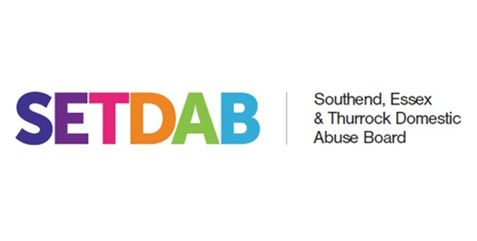 SETDAB
Southend, Essex
& Thurrock Domestic
Abuse Board